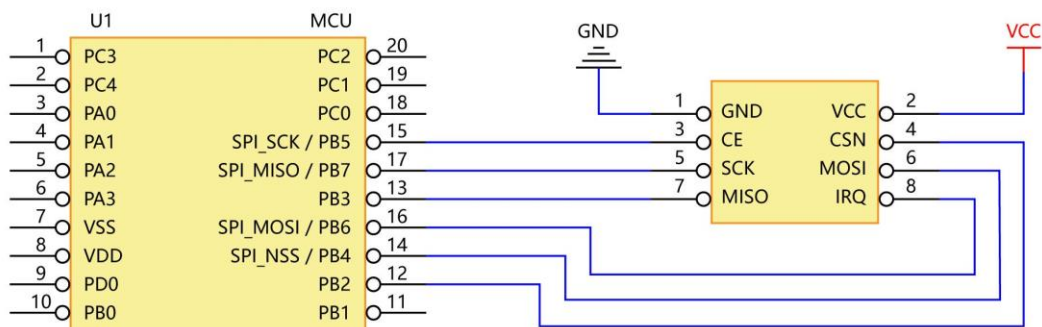 U1 MCU
GND
VCC
1 PC3 PC2 20
2 PC4 PC1 19
3 PA0 PC0 18
4 PA1 SPI_SCK / PB5 15
5 PA2 SPI_MISO / PB7 17
6 PA3 PB3 13
7 VSS SPI_MOSI / PB6 16
8 VDD SPI_NSS / PB4 14
9 PD0 PB2 12
10 PB0 PB1 11
1 GND VCC 2
3 CE CSN 4
5 SCK MOSI 6
7 MISO IRQ 8